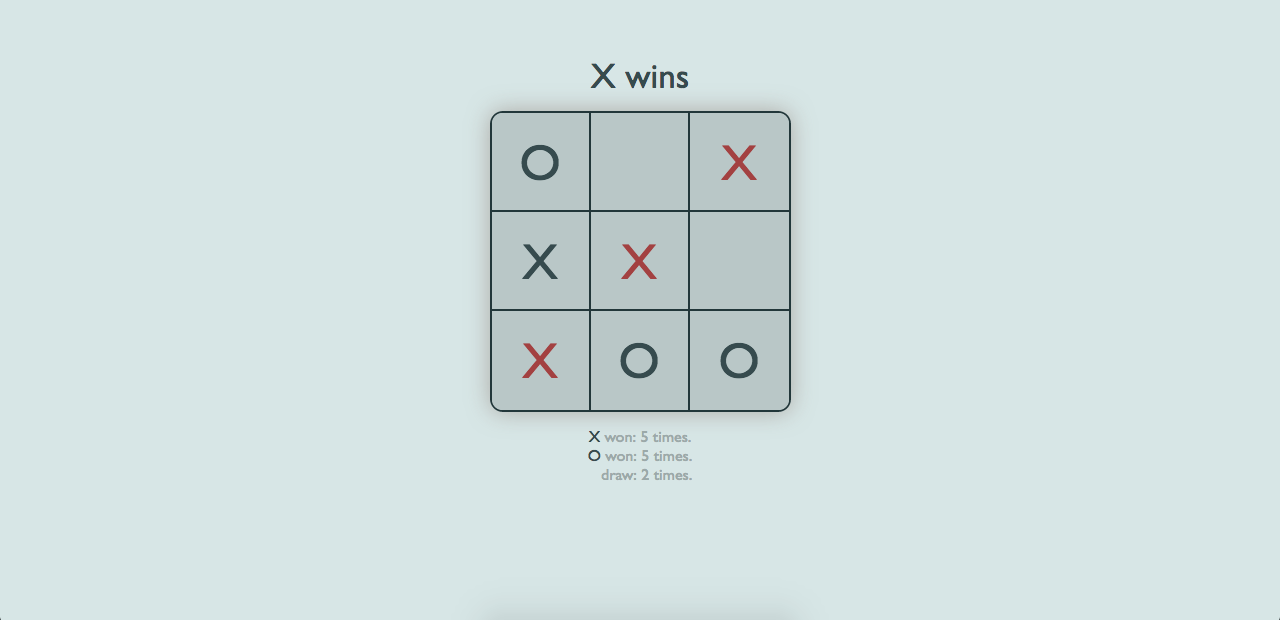 X wins
O X
X X
X O O
X won: 5 times.
O won: 5 times.
draw: 2 times.